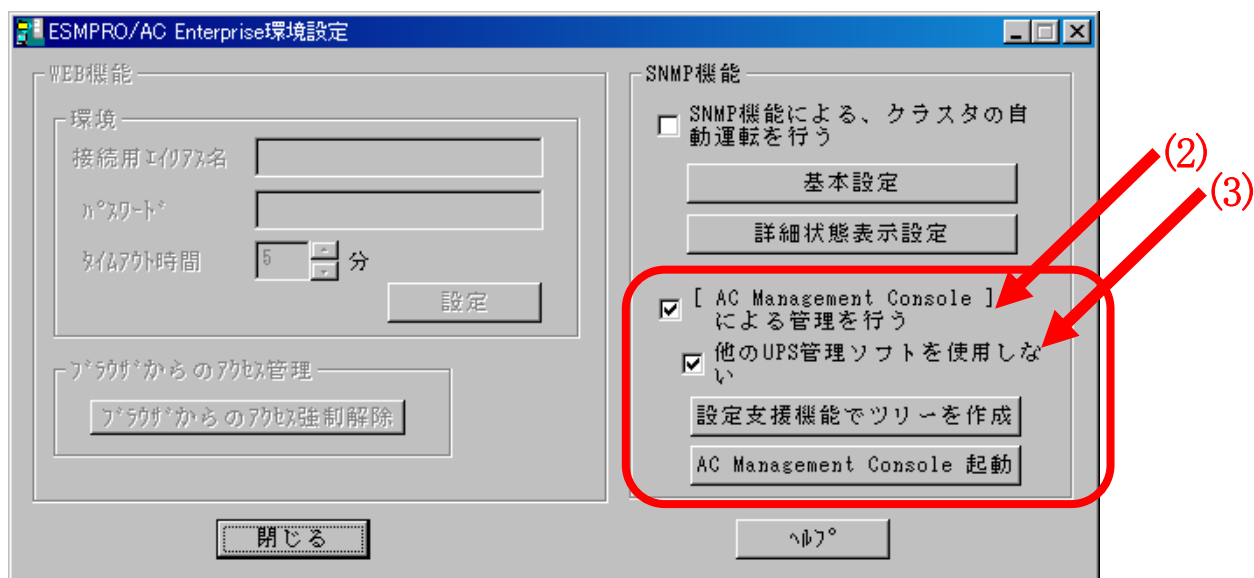 ESMPRO/AC Enterprise環境設定
WEB機能
環境
接続用ｴｲﾘｱｽ名
ﾊﾟｽﾜｰﾄﾞ
ﾀｲﾑｱｳﾄ時間
5
分
設定
ﾌﾞﾗｳｻﾞからのｱｸｾｽ管理
ﾌﾞﾗｳｻﾞからのｱｸｾｽ強制解除
閉じる
SNMP機能
SNMP機能による、クラスタの自
動運転を行う
基本設定
詳細状態表示設定
(2)
(3)
[ AC Management Console ]
による管理を行う
他のUPS管理ソフトを使用しな
い
設定支援機能でツリーを作成
AC Management Console 起動
ﾍﾙﾌﾟ